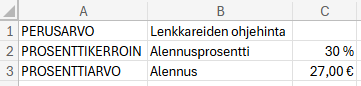 A B C
1 PERUSARVO Lenkkareiden ohjehinta
2 PROSENTTIKERROIN Alennusprosentti 30 %
3 PROSENTTIARVO Alennus 27,00 €